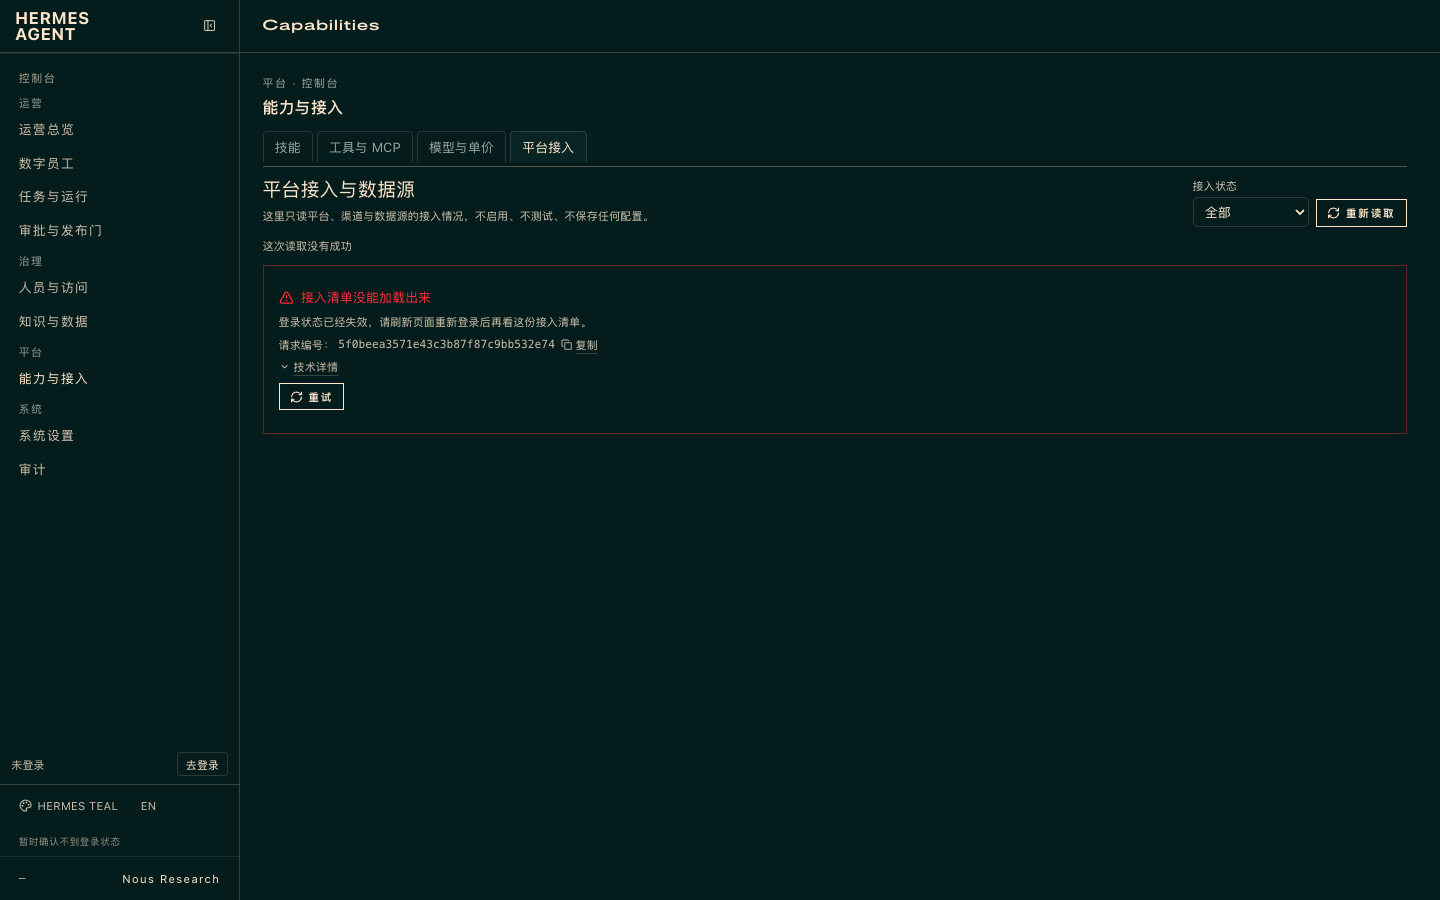 HERMES
AGENT
Capabilities
控制台
运营
运营总览
数字员工
任务与运行
审批与发布门
治理
人员与访问
知识与数据
平台
能力与接入
系统
系统设置
审计
未登录
去登录
HERMES TEAL
EN
暂时确认不到登录状态
—
Nous Research
平台 · 控制台
能力与接入
技能
工具与 MCP
模型与单价
平台接入
平台接入与数据源
这里只读平台、渠道与数据源的接入情况，不启用、不测试、不保存任何配置。
接入状态
全部
重新读取
这次读取没有成功
接入清单没能加载出来
登录状态已经失效，请刷新页面重新登录后再看这份接入清单。
请求编号： 5f0beea3571e43c3b87f87c9bb532e74 复制
技术详情
重试